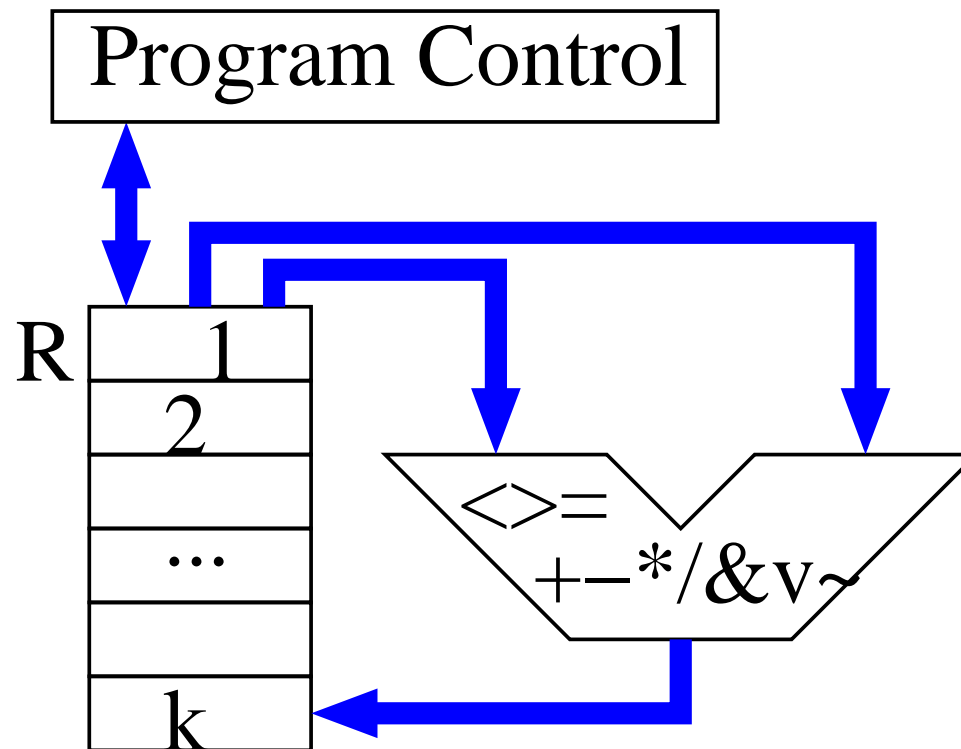 Program Control
R
1
2
...
k
<>=
+−*/&v~